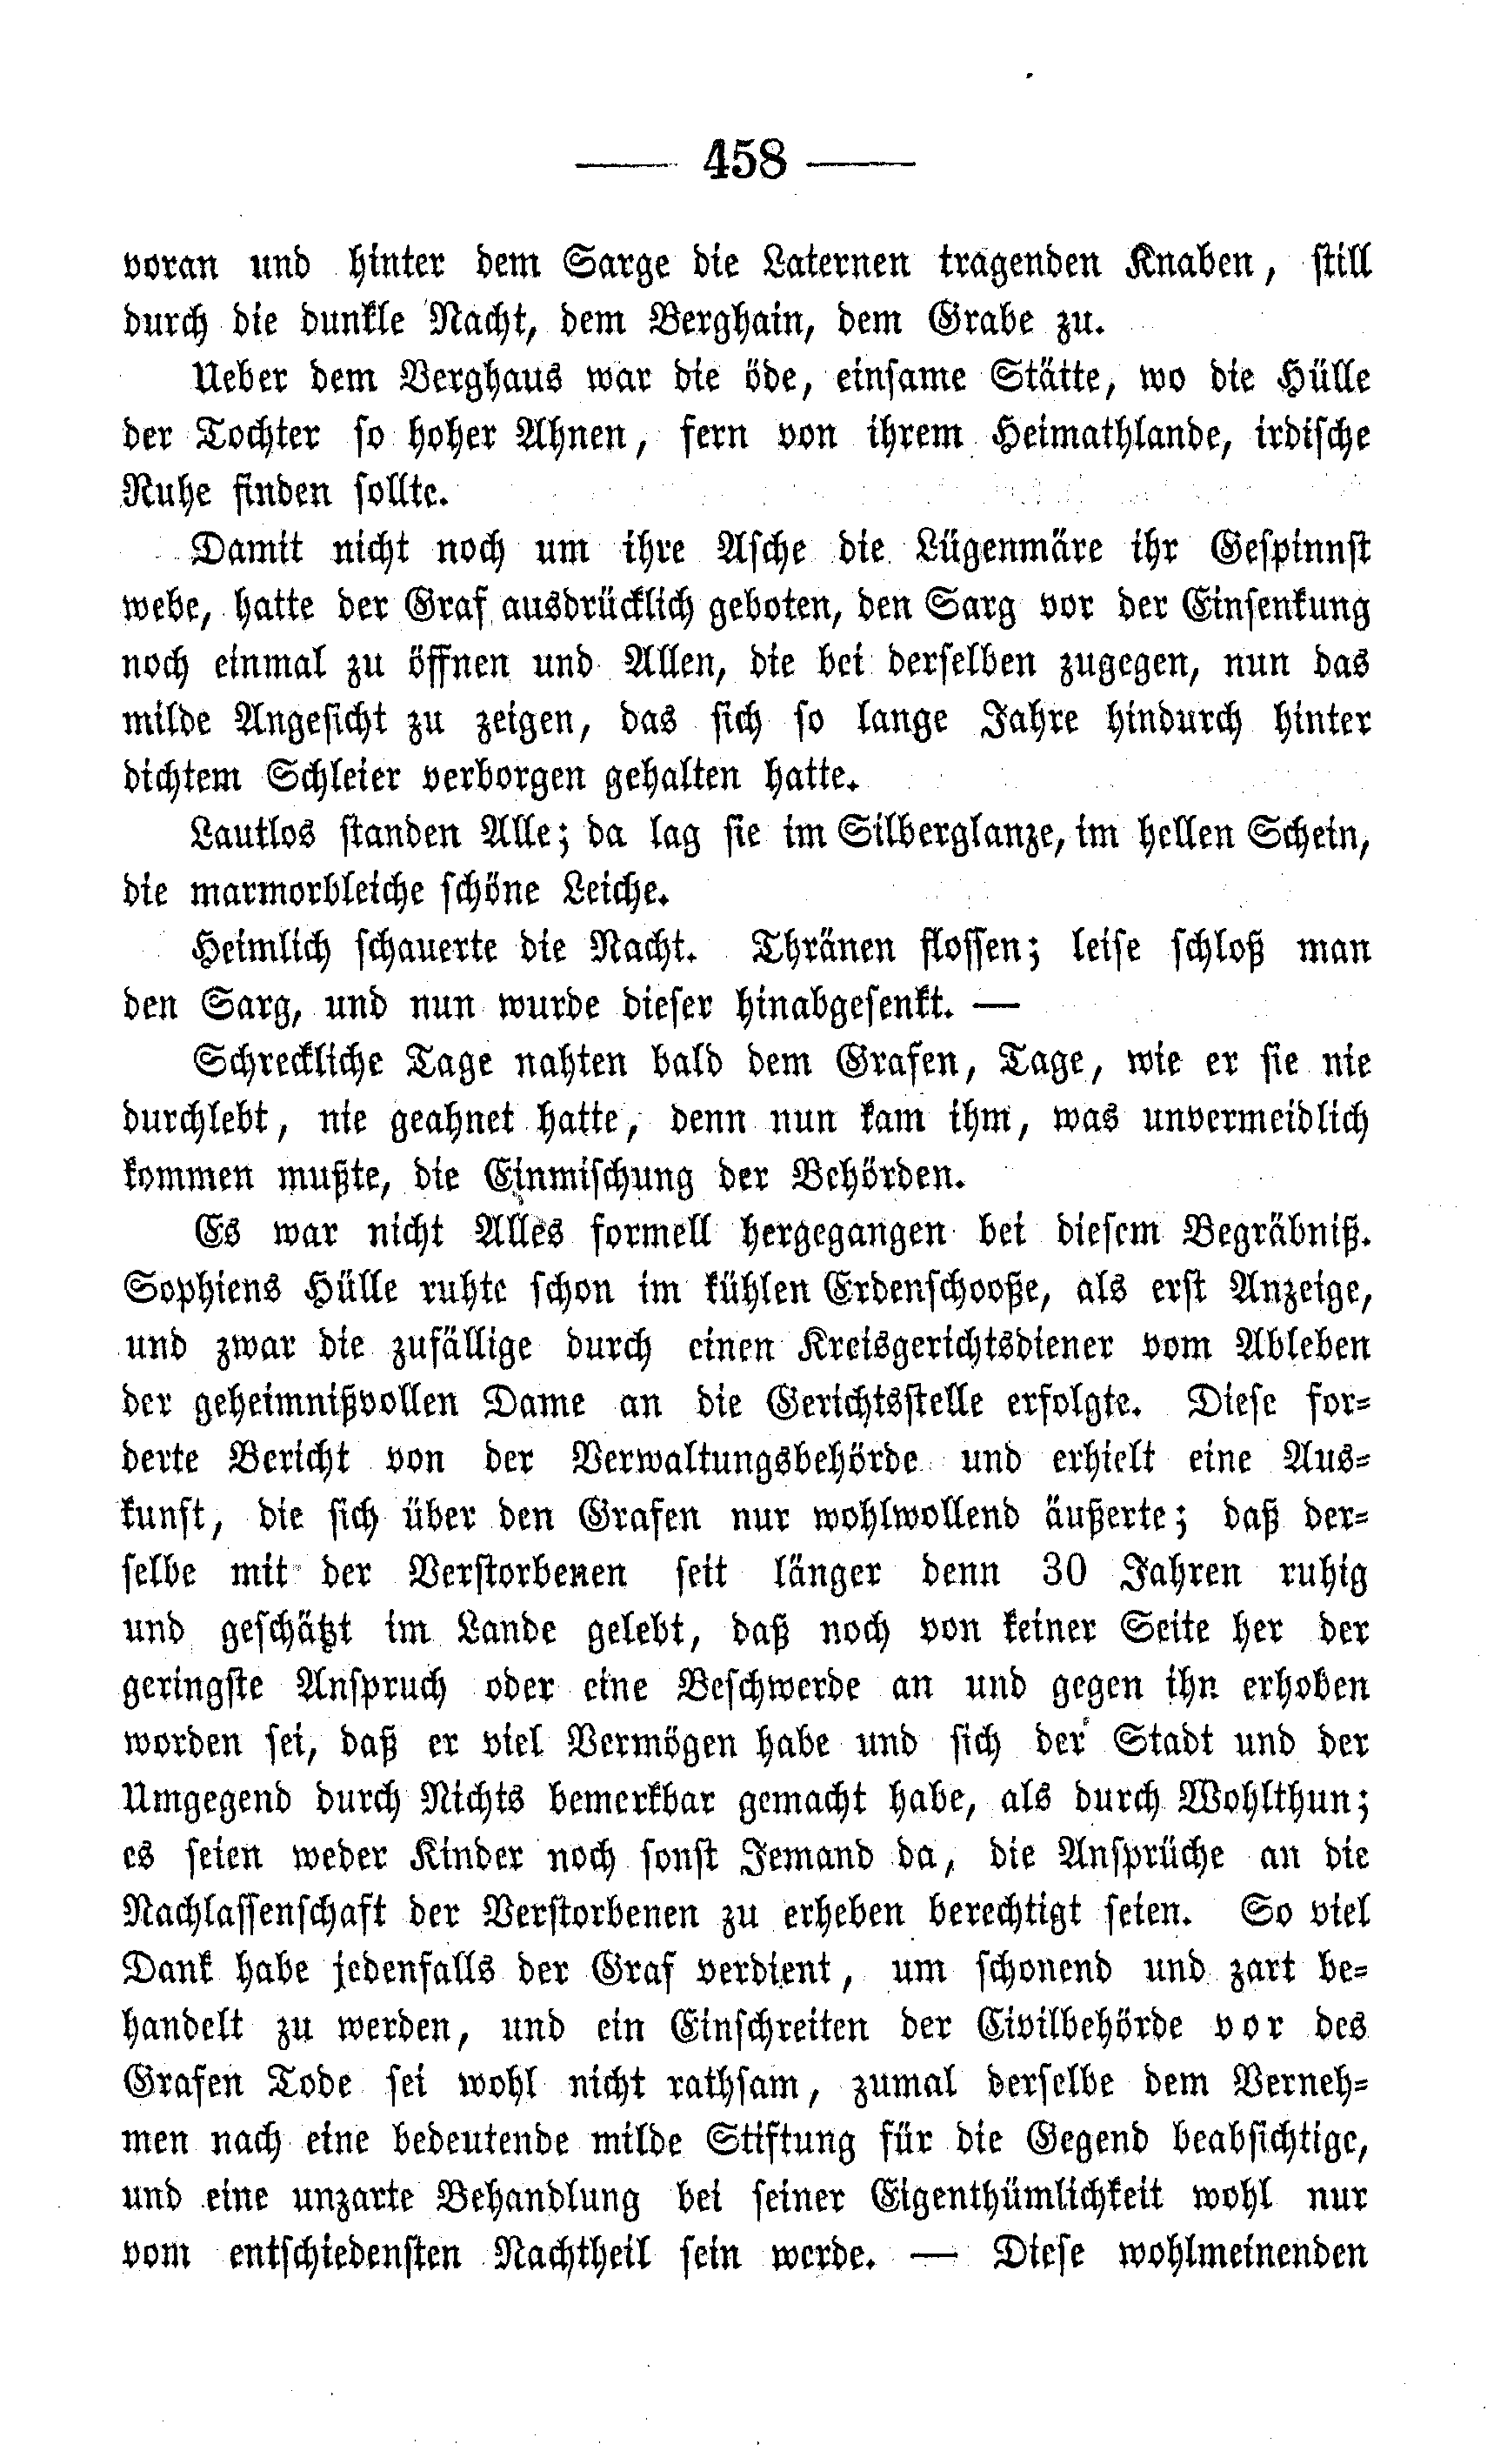 — 458 —
voran und hinter dem Sarge die Laternen tragenden Knaben, still
durch die dunkle Nacht, dem Berghain, dem Grabe zu.
Ueber dem Berghaus war die öde, einsame Stätte, wo die Hülle
der Tochter so hoher Ahnen, fern von ihrem Heimathlande, irdische
Ruhe finden sollte.
Damit nicht noch um ihre Asche die Lügenmäre ihr Gespinnst
webe, hatte der Graf ausdrücklich geboten, den Sarg vor der Einsenkung
noch einmal zu öffnen und Allen, die bei derselben zugegen, nun das
milde Angesicht zu zeigen, das sich so lange Jahre hindurch hinter
dichtem Schleier verborgen gehalten hatte.
Lautlos standen Alle; da lag sie im Silberglanze, im hellen Schein,
die marmorbleiche schöne Leiche.
Heimlich schauerte die Nacht. Thränen flossen; leise schloß man
den Sarg, und nun wurde dieser hinabgesenkt. —
Schreckliche Tage nahten bald dem Grafen, Tage, wie er sie nie
durchlebt, nie geahnet hatte, denn nun kam ihm, was unvermeidlich
kommen mußte, die Einmischung der Behörden.
Es war nicht Alles formell hergegangen bei diesem Begräbniß.
Sophiens Hülle ruhte schon im kühlen Erdenschooße, als erst Anzeige,
und zwar die zufällige durch einen Kreisgerichtsdiener vom Ableben
der geheimnißvollen Dame an die Gerichtsstelle erfolgte. Diese for-
derte Bericht von der Verwaltungsbehörde und erhielt eine Aus-
kunft, die sich über den Grafen nur wohlwollend äußerte; daß der-
selbe mit der Verstorbenen seit länger denn 30 Jahren ruhig
und geschätzt im Lande gelebt, daß noch von keiner Seite her der
geringste Anspruch oder eine Beschwerde an und gegen ihn erhoben
worden sei, daß er viel Vermögen habe und sich der Stadt und der
Umgegend durch Nichts bemerkbar gemacht habe, als durch Wohlthun;
es seien weder Kinder noch sonst Jemand da, die Ansprüche an die
Nachlassenschaft der Verstorbenen zu erheben berechtigt seien. So viel
Dank habe jedenfalls der Graf verdient, um schonend und zart be-
handelt zu werden, und ein Einschreiten der Civilbehörde vor des
Grafen Tode sei wohl nicht rathsam, zumal derselbe dem Verneh-
men nach eine bedeutende milde Stiftung für die Gegend beabsichtige,
und eine unzarte Behandlung bei seiner Eigenthümlichkeit wohl nur
vom entschiedensten Nachtheil sein werde. — Diese wohlmeinenden